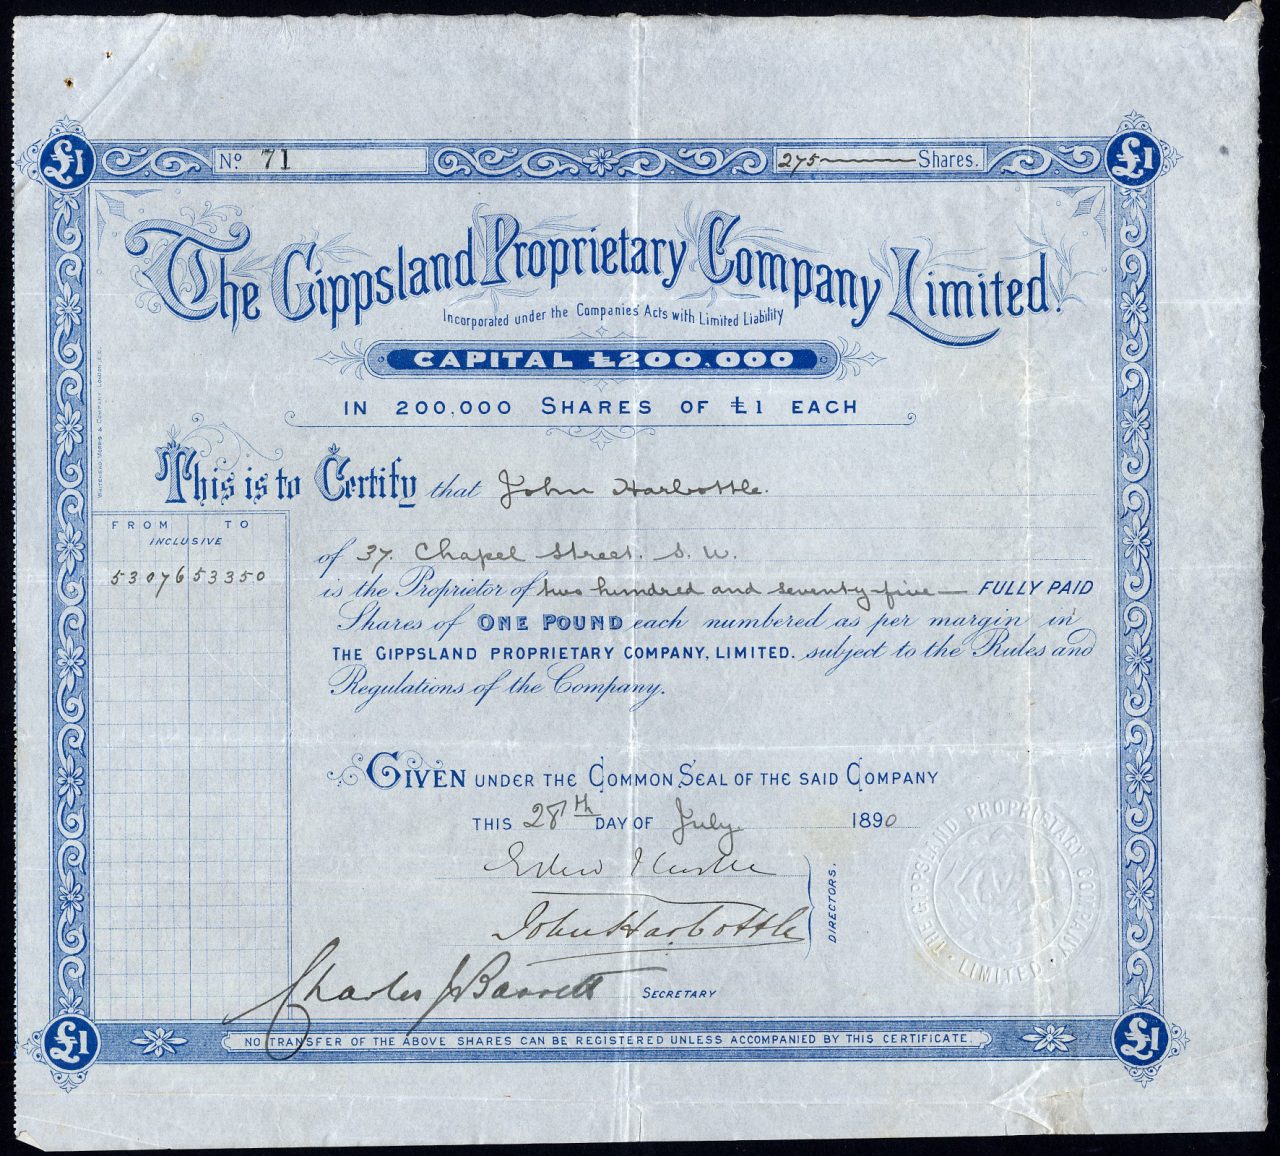 £1 £1
No. 71 275 Shares.
The Gippsland Proprietary Company Limited.
Incorporated under the Companies' Acts with Limited Liability
CAPITAL £200,000
IN 200,000 SHARES OF £1 EACH
This is to Certify that John Harbottle.
FROM TO
INCLUSIVE
53076 53350
of 37. Chapel Street. S. W.
is the Proprietor of two hundred and seventy-five — FULLY PAID
Shares of ONE POUND each numbered as per margin in
THE GIPPSLAND PROPRIETARY COMPANY, LIMITED. subject to the Rules and
Regulations of the Company.
GIVEN UNDER THE COMMON SEAL OF THE SAID COMPANY
THIS 28th DAY OF July 1890
John Harbottle
DIRECTORS.
Charles J Barrett SECRETARY
THE GIPPSLAND PROPRIETARY COMPANY LIMITED
£1 £1
NO TRANSFER OF THE ABOVE SHARES CAN BE REGISTERED UNLESS ACCOMPANIED BY THIS CERTIFICATE.
WHITEHEAD, MORRIS & COMPANY, LONDON, E.C.